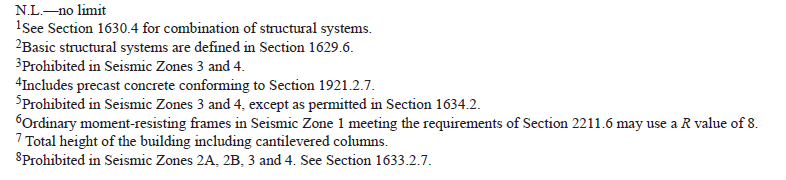 N.L.—no limit
¹See Section 1630.4 for combination of structural systems.
²Basic structural systems are defined in Section 1629.6.
³Prohibited in Seismic Zones 3 and 4.
⁴Includes precast concrete conforming to Section 1921.2.7.
⁵Prohibited in Seismic Zones 3 and 4, except as permitted in Section 1634.2.
⁶Ordinary moment-resisting frames in Seismic Zone 1 meeting the requirements of Section 2211.6 may use a R value of 8.
⁷ Total height of the building including cantilevered columns.
⁸Prohibited in Seismic Zones 2A, 2B, 3 and 4. See Section 1633.2.7.